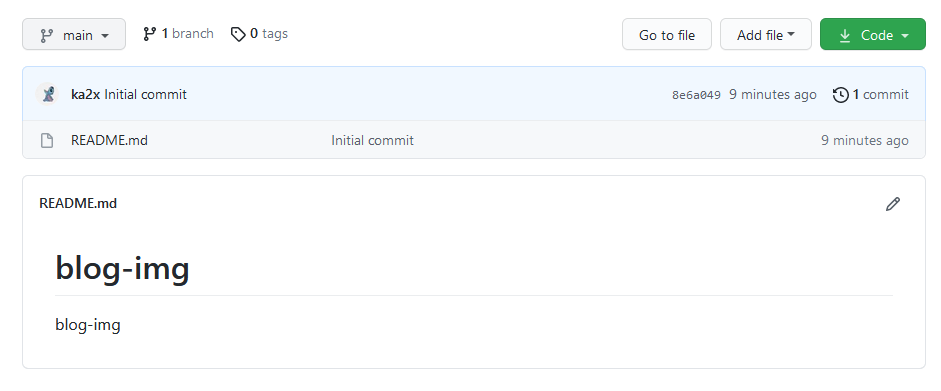 main 1 branch 0 tags Go to file Add file Code
ka2x Initial commit 8e6a049 9 minutes ago 1 commit
README.md Initial commit 9 minutes ago
README.md
blog-img
blog-img